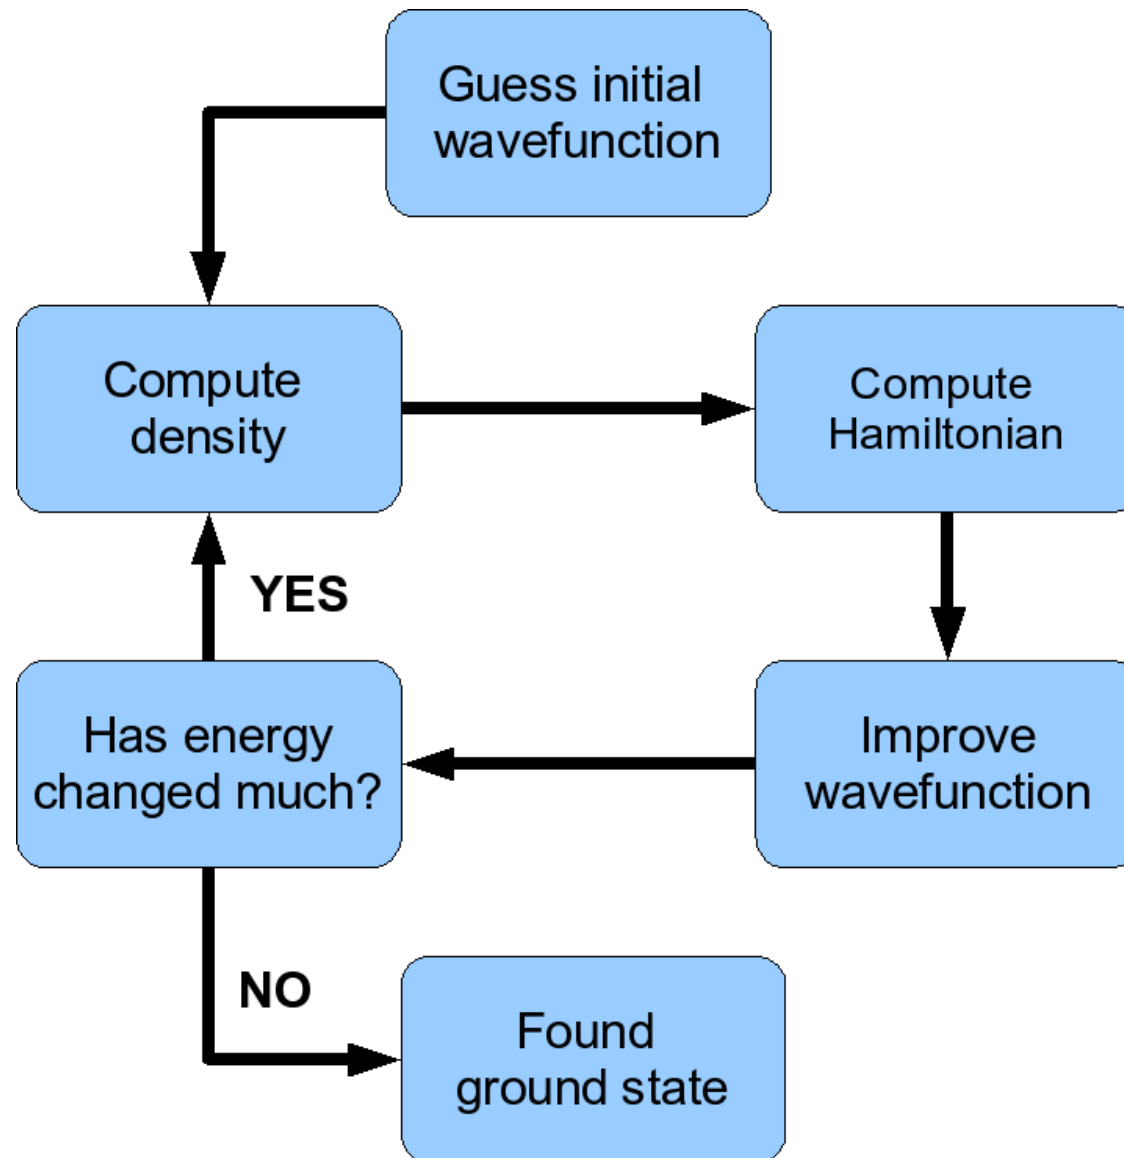 Guess initial
wavefunction
Compute
density
Compute
Hamiltonian
YES
Has energy
changed much?
Improve
wavefunction
NO
Found
ground state